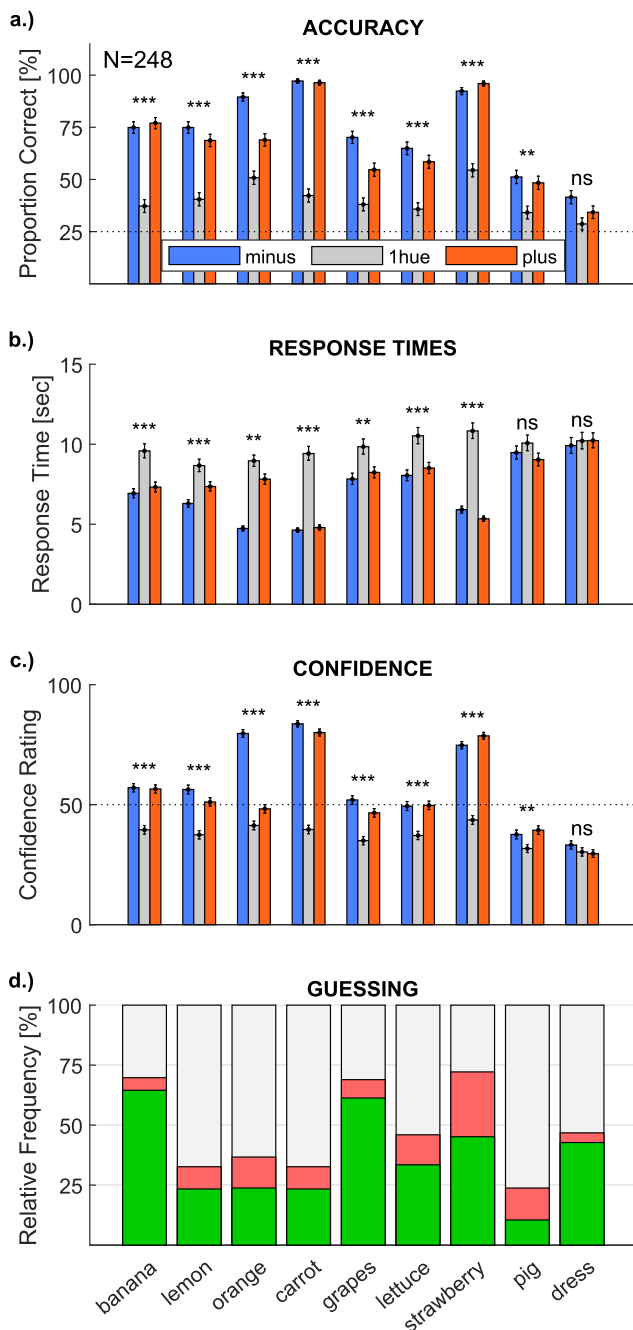 a.)
ACCURACY
N=248
Proportion Correct [%]
100
75
50
25
*** *** *** *** *** *** *** ** ns
minus 1hue plus
b.)
RESPONSE TIMES
Response Time [sec]
15
10
5
0
*** *** ** *** ** *** *** ns ns
c.)
CONFIDENCE
Confidence Rating
100
50
0
*** *** *** *** *** *** *** ** ns
d.)
GUESSING
Relative Frequency [%]
100
75
50
25
banana lemon orange carrot grapes lettuce strawberry pig dress